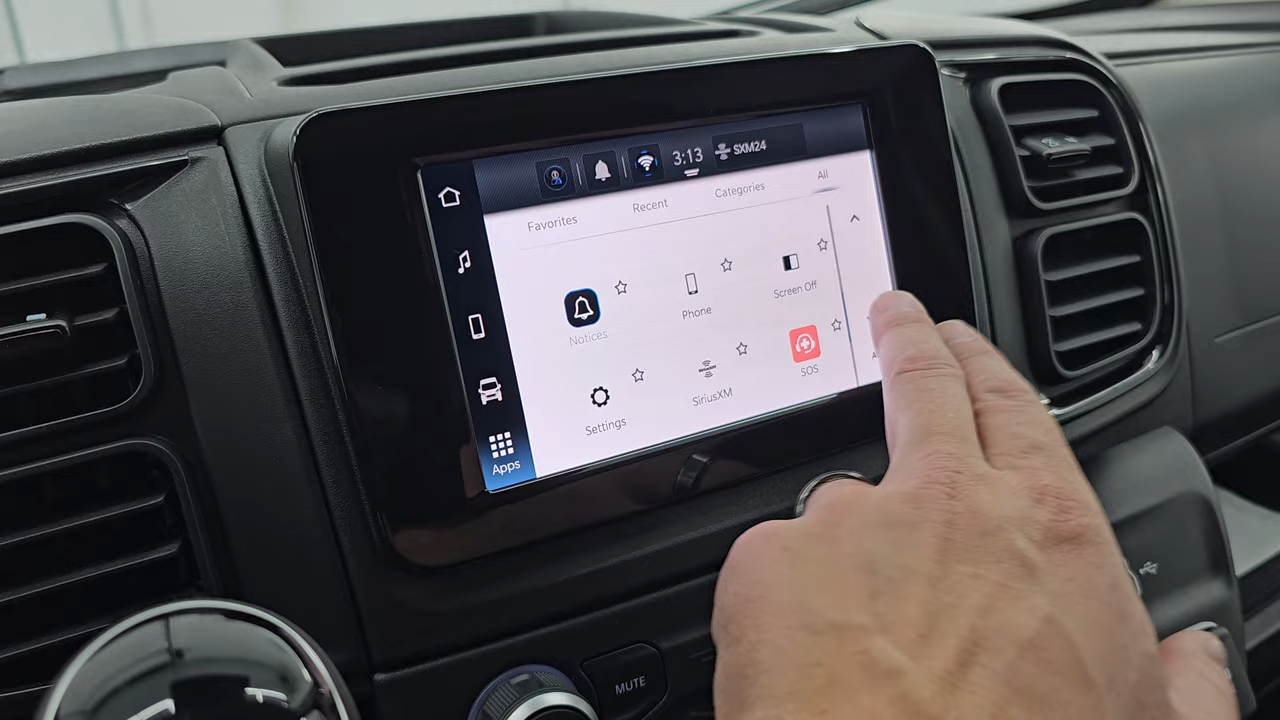 3:13
SXM24
Favorites
Recent
Categories
All
Notices
Phone
Screen Off
Settings
SiriusXM
SOS
Apps
MUTE